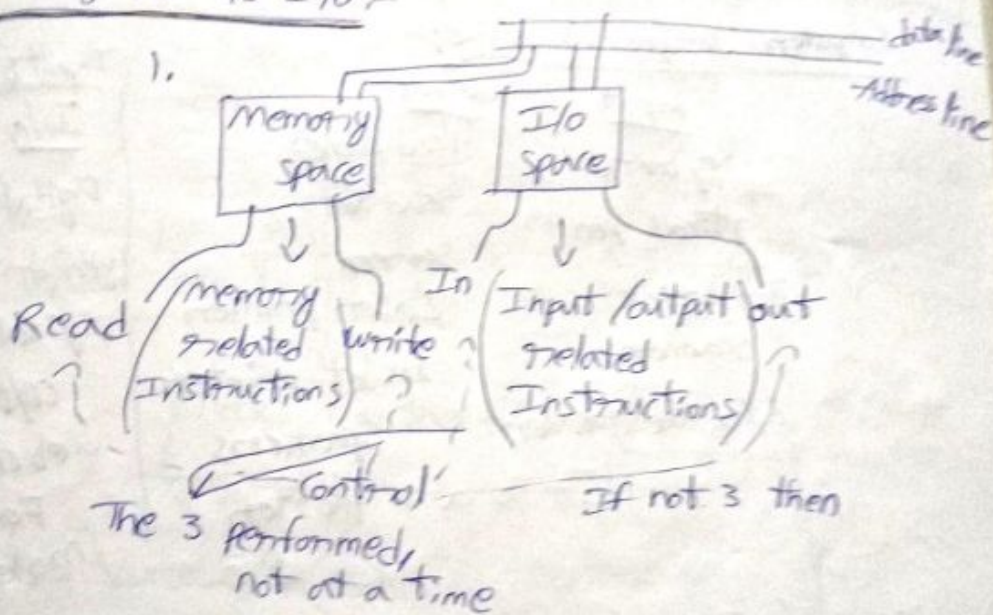 1.
data line
Address line
Memory
space
I/o
space
Read
?
(memory
related
Instructions)
write
?
In
?
(Input/output
related
Instructions)
out
?
Control
The 3 performed,
not at a time
If not 3 then